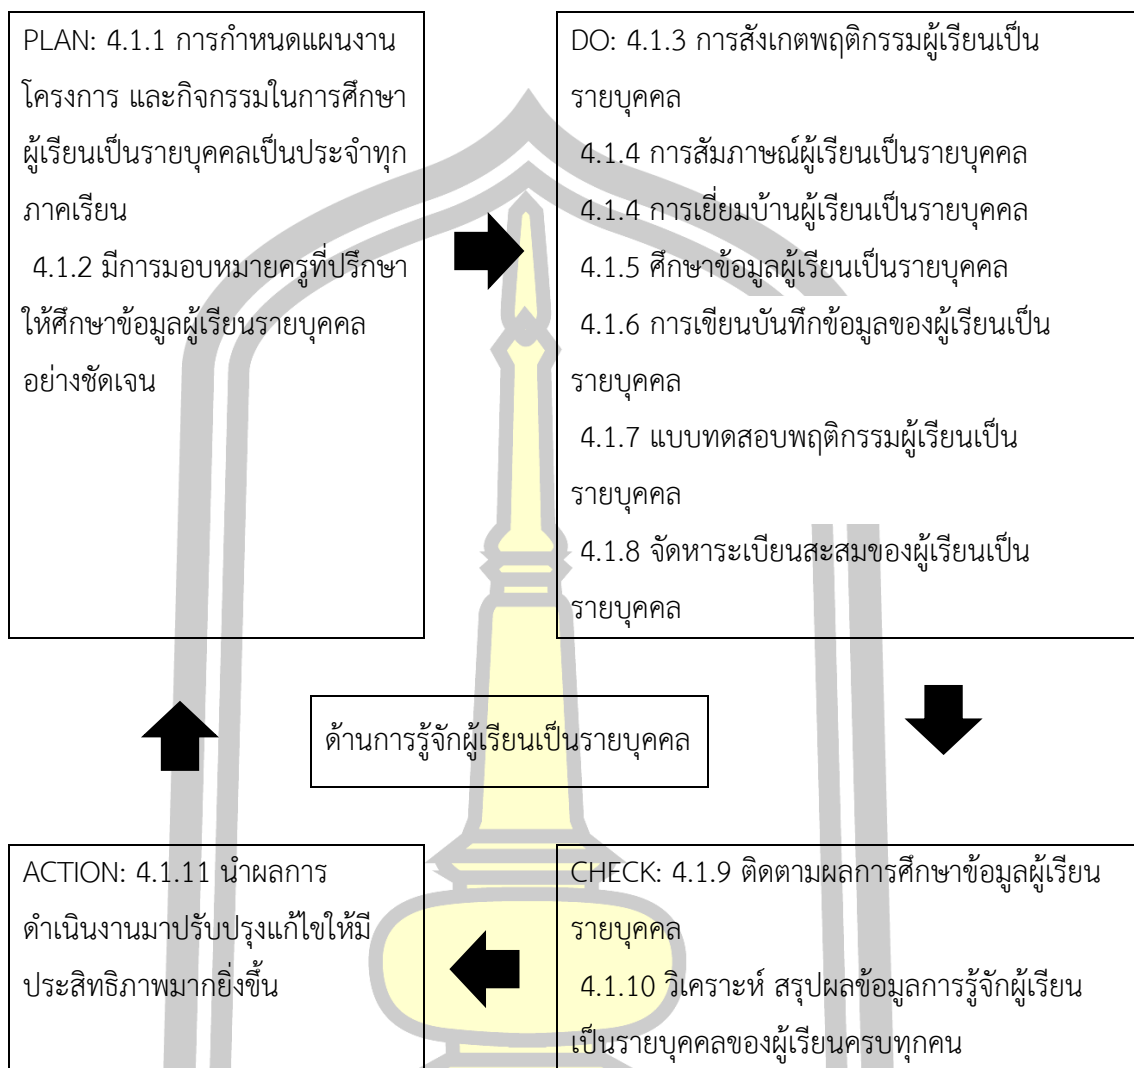 PLAN: 4.1.1 การกำหนดแผนงาน
โครงการ และกิจกรรมในการศึกษา
ผู้เรียนเป็นรายบุคคลเป็นประจำทุก
ภาคเรียน
4.1.2 มีการมอบหมายครูที่ปรึกษา
ให้ศึกษาข้อมูลผู้เรียนรายบุคคล
อย่างชัดเจน
DO: 4.1.3 การสังเกตพฤติกรรมผู้เรียนเป็น
รายบุคคล
4.1.4 การสัมภาษณ์ผู้เรียนเป็นรายบุคคล
4.1.4 การเยี่ยมบ้านผู้เรียนเป็นรายบุคคล
4.1.5 ศึกษาข้อมูลผู้เรียนเป็นรายบุคคล
4.1.6 การเขียนบันทึกข้อมูลของผู้เรียนเป็น
รายบุคคล
4.1.7 แบบทดสอบพฤติกรรมผู้เรียนเป็น
รายบุคคล
4.1.8 จัดหาระเบียนสะสมของผู้เรียนเป็น
รายบุคคล
ด้านการรู้จักผู้เรียนเป็นรายบุคคล
ACTION: 4.1.11 นำผลการ
ดำเนินงานมาปรับปรุงแก้ไขให้มี
ประสิทธิภาพมากยิ่งขึ้น
CHECK: 4.1.9 ติดตามผลการศึกษาข้อมูลผู้เรียน
รายบุคคล
4.1.10 วิเคราะห์ สรุปผลข้อมูลการรู้จักผู้เรียน
เป็นรายบุคคลของผู้เรียนครบทุกคน